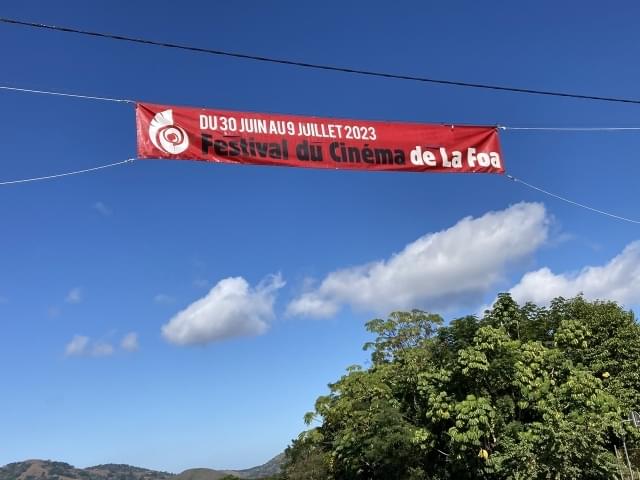 DU 30 JUIN AU 9 JUILLET 2023
Festival du Cinéma de La Foa